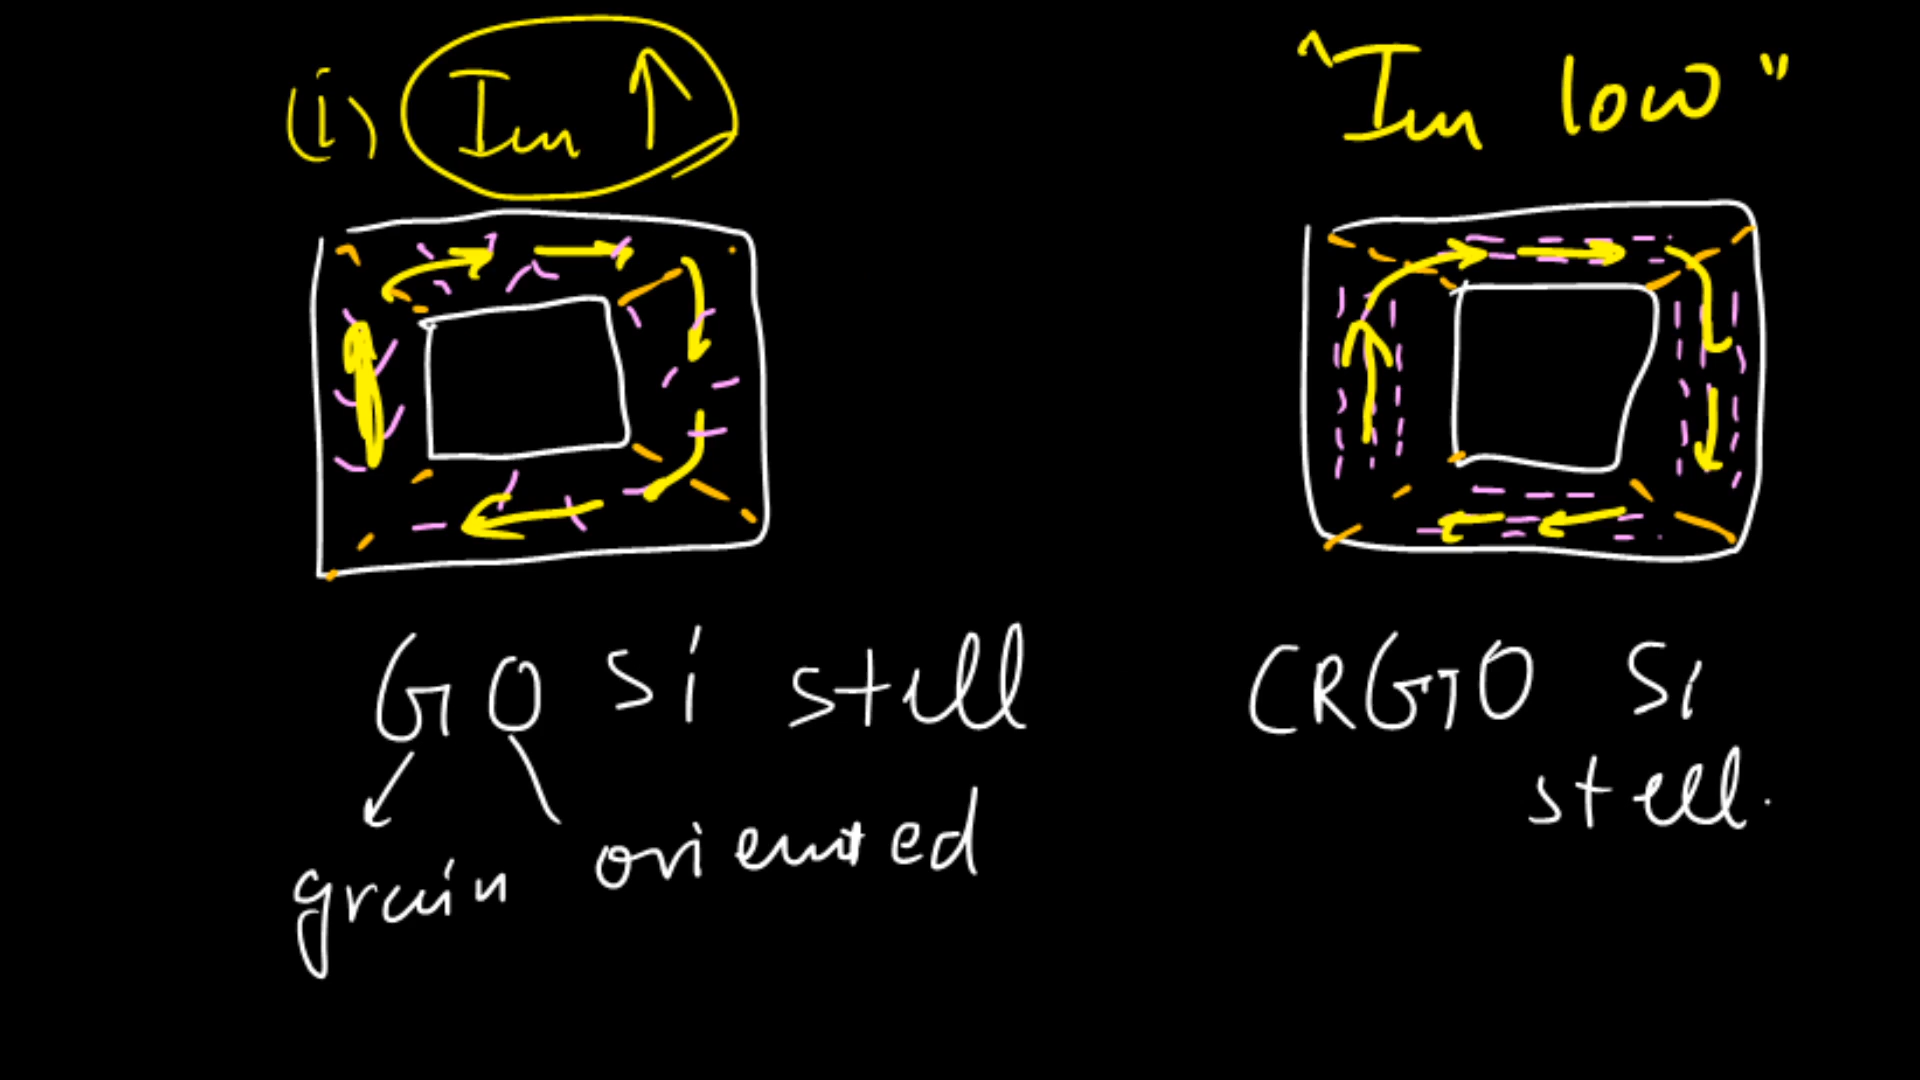 (i) Im ↑
"Im low"
GO Si stell
grain oriented
CRGO Si
stell.